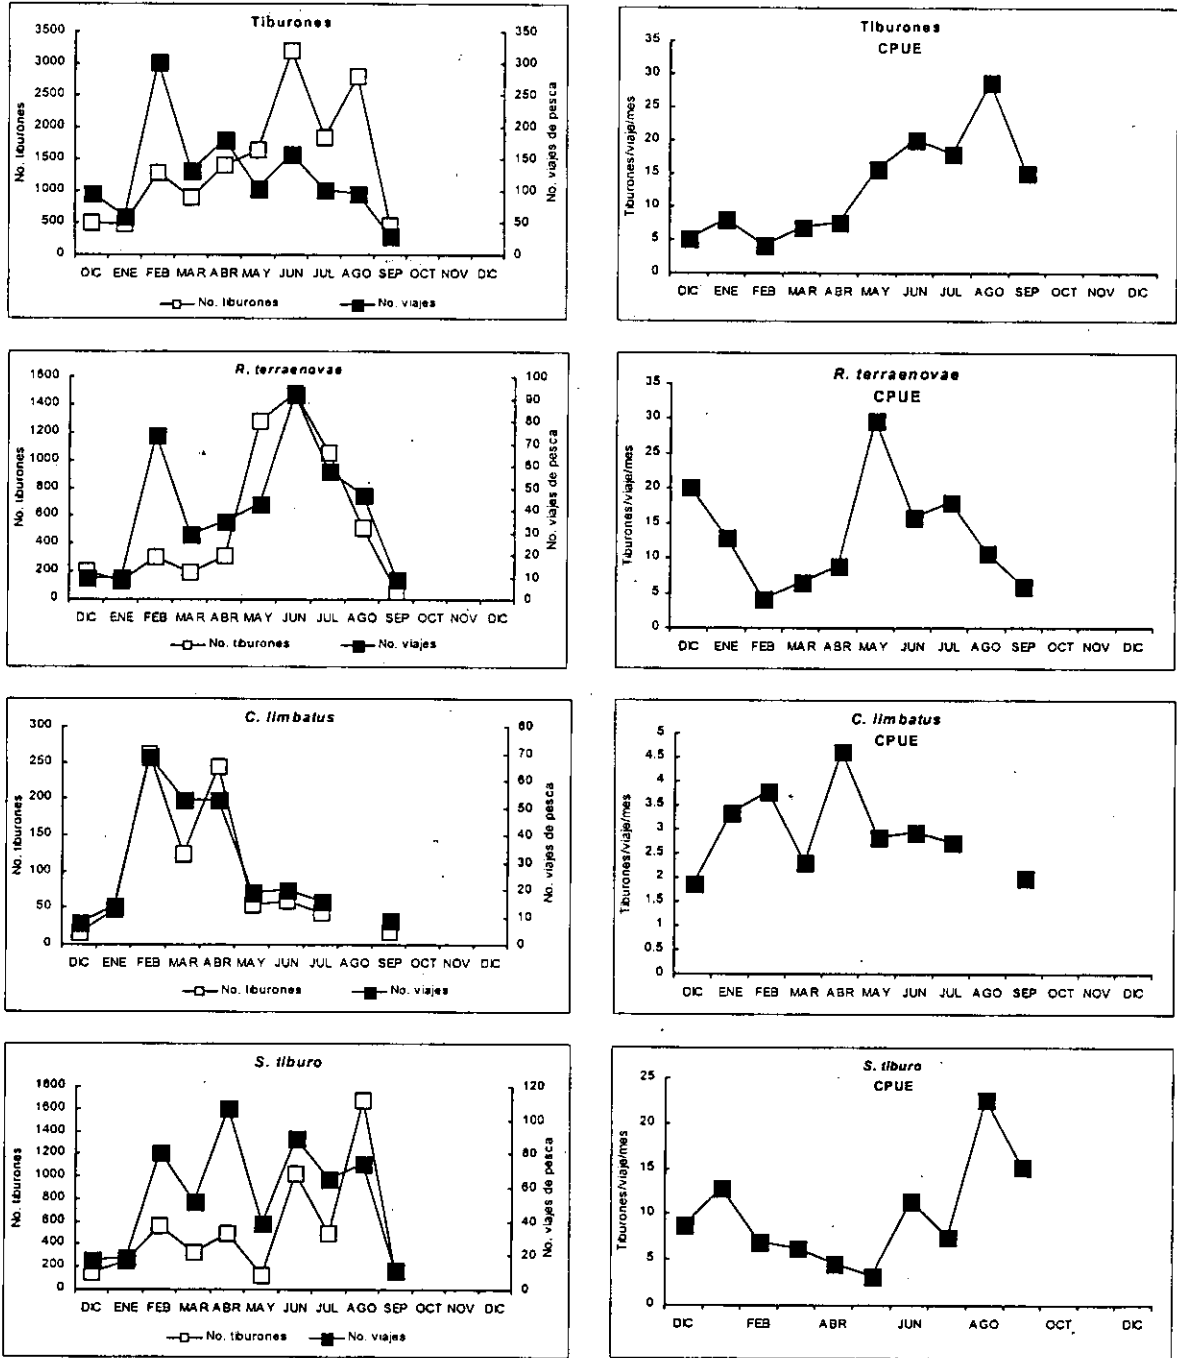 Tiburones
No. tiburones
3500
3000
2500
2000
1500
1000
500
0
350
300
250
200
150
100
50
0
No. viajes de pesca
DIC ENE FEB MAR ABR MAY JUN JUL AGO SEP OCT NOV DIC
No. tiburones No. viajes
Tiburones
CPUE
Tiburones/viaje/mes
35
30
25
20
15
10
5
0
DIC ENE FEB MAR ABR MAY JUN JUL AGO SEP OCT NOV DIC
R. terraenovae
No. tiburones
1600
1400
1200
1000
800
600
400
200
0
100
90
80
70
60
50
40
30
20
10
0
No. viajes de pesca
DIC ENE FEB MAR ABR MAY JUN JUL AGO SEP OCT NOV DIC
No. tiburones No. viajes
R. terraenovae
CPUE
Tiburones/viaje/mes
35
30
25
20
15
10
5
0
DIC ENE FEB MAR ABR MAY JUN JUL AGO SEP OCT NOV DIC
C. limbatus
No. tiburones
300
250
200
150
100
50
0
80
70
60
50
40
30
20
10
0
No. viajes de pesca
DIC ENE FEB MAR ABR MAY JUN JUL AGO SEP OCT NOV DIC
No. tiburones No. viajes
C. limbatus
CPUE
Tiburones/viaje/mes
5
4.5
4
3.5
3
2.5
2
1.5
1
0.5
0
DIC ENE FEB MAR ABR MAY JUN JUL AGO SEP OCT NOV DIC
S. tiburo
No. tiburones
1800
1600
1400
1200
1000
800
600
400
200
0
120
100
80
60
40
20
0
No. viajes de pesca
DIC ENE FEB MAR ABR MAY JUN JUL AGO SEP OCT NOV DIC
No. tiburones No. viajes
S. tiburo
CPUE
Tiburones/viaje/mes
25
20
15
10
5
0
DIC FEB ABR JUN AGO OCT DIC